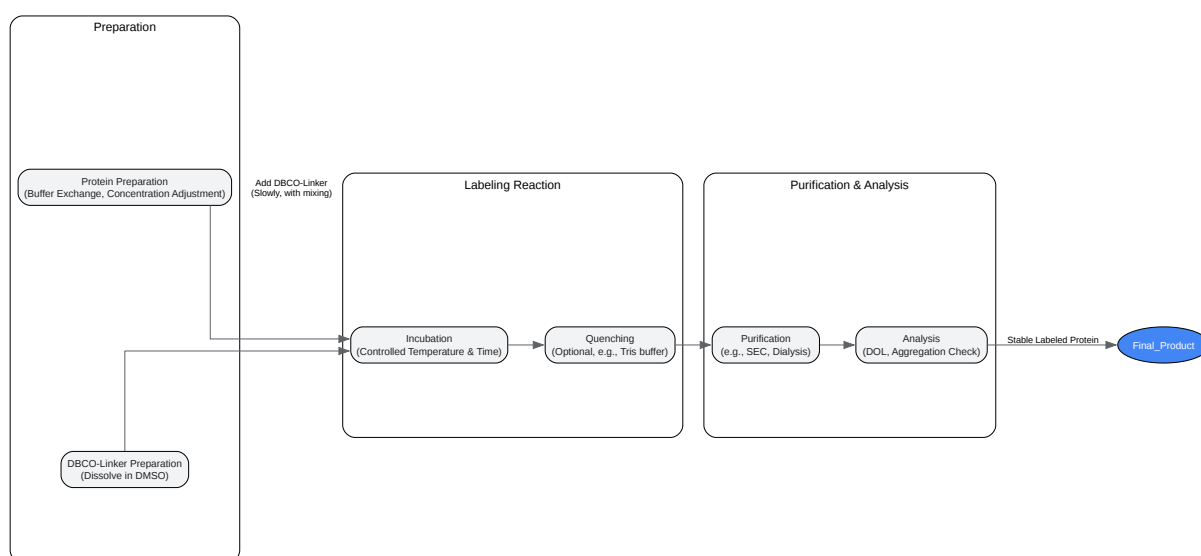 Preparation
Protein Preparation
(Buffer Exchange, Concentration Adjustment)
DBCO-Linker Preparation
(Dissolve in DMSO)
Add DBCO-Linker
(Slowly, with mixing)
Labeling Reaction
Incubation
(Controlled Temperature & Time)
Quenching
(Optional, e.g., Tris buffer)
Purification & Analysis
Purification
(e.g., SEC, Dialysis)
Analysis
(DOL, Aggregation Check)
Stable Labeled Protein
Final_Product